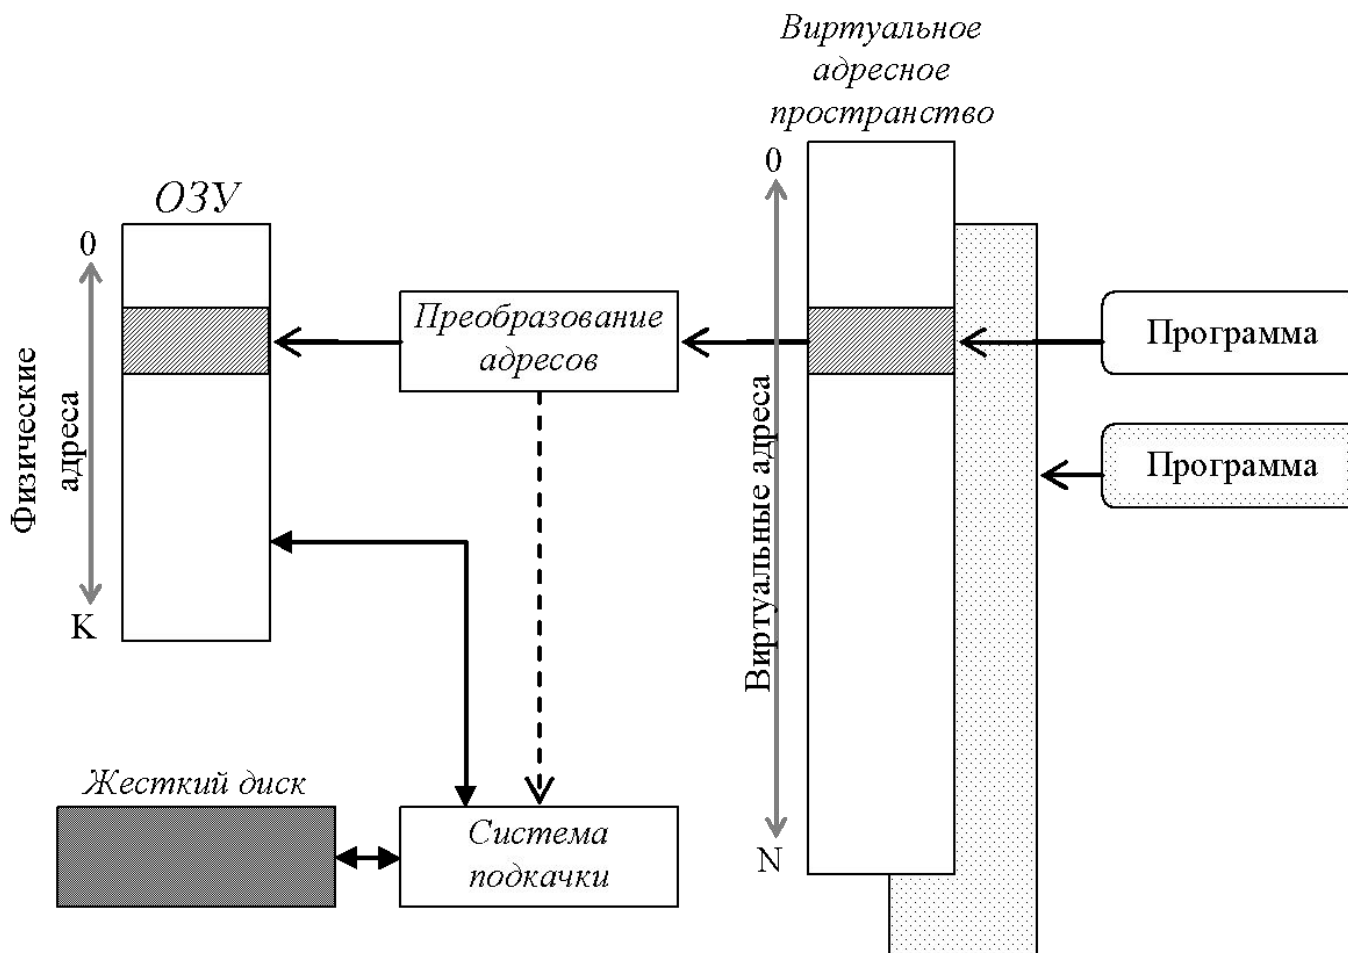 Виртуальное
адресное
пространство
0
ОЗУ
0
Преобразование
адресов
Программа
Программа
Физические
адреса
Виртуальные адреса
K
Жесткий диск
Система
подкачки
N